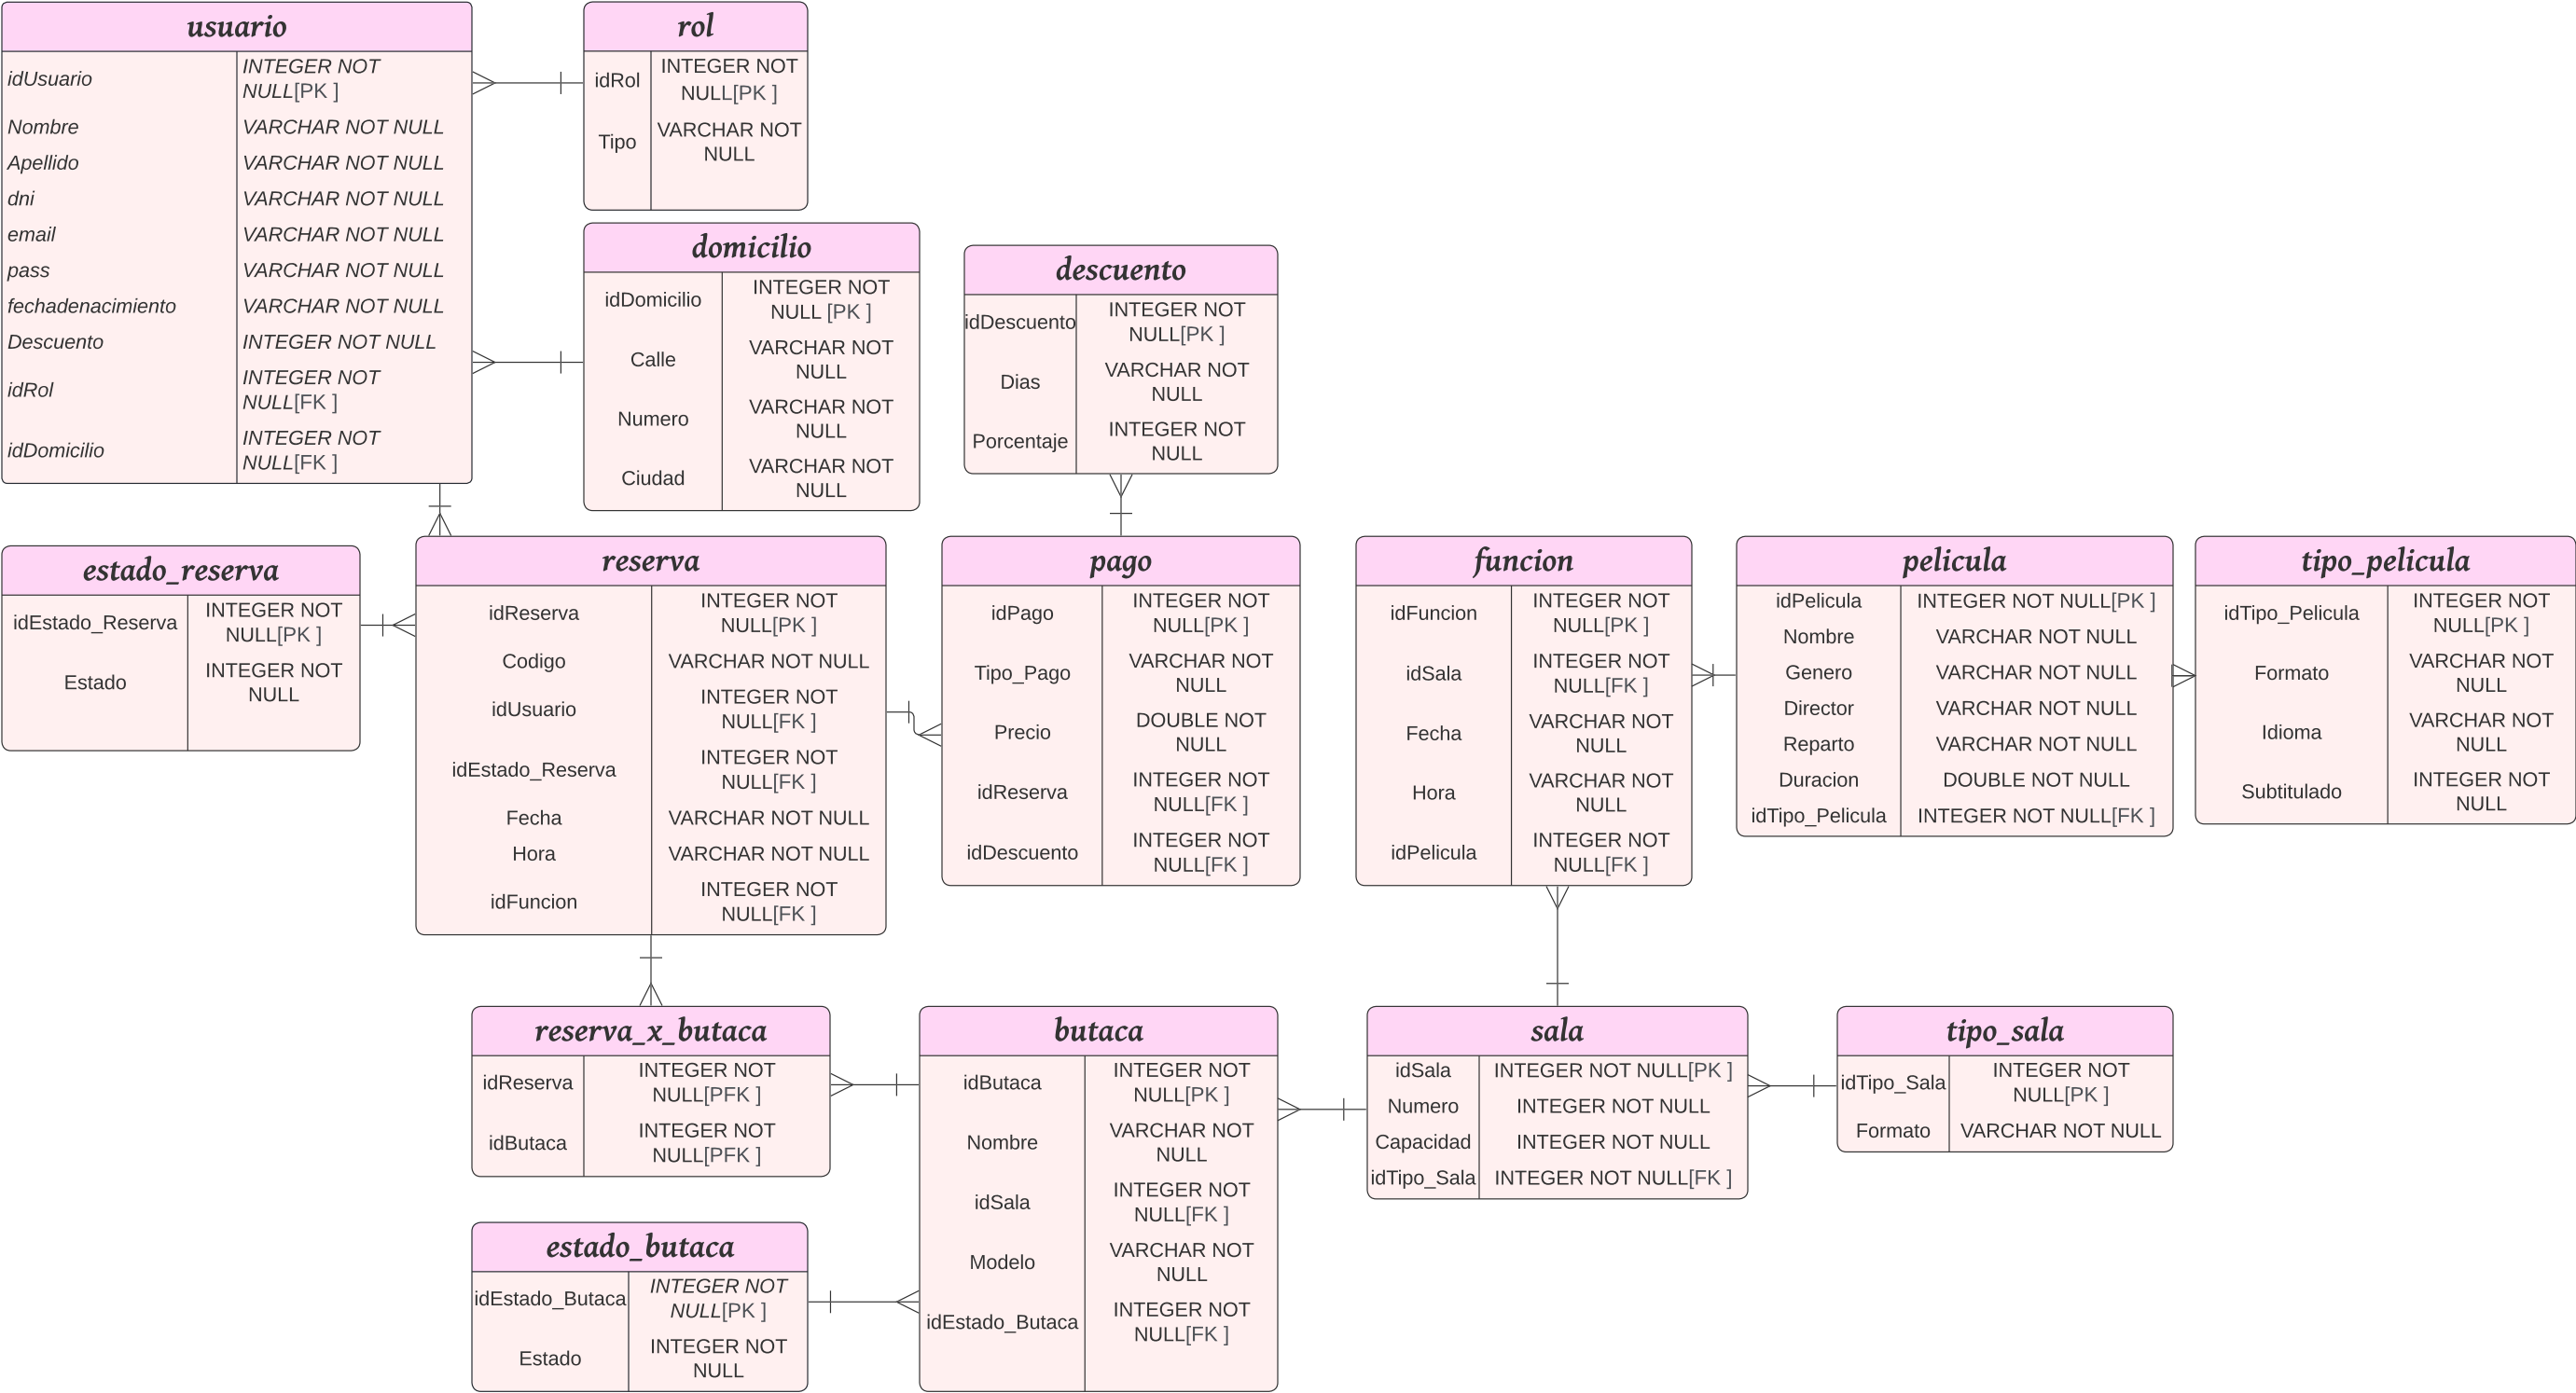 usuario
idUsuario
INTEGER NOT
NULL[PK ]
Nombre
VARCHAR NOT NULL
Apellido
VARCHAR NOT NULL
dni
VARCHAR NOT NULL
email
VARCHAR NOT NULL
pass
VARCHAR NOT NULL
fechadenacimiento
VARCHAR NOT NULL
Descuento
INTEGER NOT NULL
idRol
INTEGER NOT
NULL[FK ]
idDomicilio
INTEGER NOT
NULL[FK ]
rol
idRol
INTEGER NOT
NULL[PK ]
Tipo
VARCHAR NOT
NULL
domicilio
idDomicilio
INTEGER NOT
NULL [PK ]
Calle
VARCHAR NOT
NULL
Numero
VARCHAR NOT
NULL
Ciudad
VARCHAR NOT
NULL
descuento
idDescuento
INTEGER NOT
NULL[PK ]
Dias
VARCHAR NOT
NULL
Porcentaje
INTEGER NOT
NULL
estado_reserva
idEstado_Reserva
INTEGER NOT
NULL[PK ]
Estado
INTEGER NOT
NULL
reserva
idReserva
INTEGER NOT
NULL[PK ]
Codigo
VARCHAR NOT NULL
idUsuario
INTEGER NOT
NULL[FK ]
idEstado_Reserva
INTEGER NOT
NULL[FK ]
Fecha
VARCHAR NOT NULL
Hora
VARCHAR NOT NULL
idFuncion
INTEGER NOT
NULL[FK ]
pago
idPago
INTEGER NOT
NULL[PK ]
Tipo_Pago
VARCHAR NOT
NULL
Precio
DOUBLE NOT
NULL
idReserva
INTEGER NOT
NULL[FK ]
idDescuento
INTEGER NOT
NULL[FK ]
funcion
idFuncion
INTEGER NOT
NULL[PK ]
idSala
INTEGER NOT
NULL[FK ]
Fecha
VARCHAR NOT
NULL
Hora
VARCHAR NOT
NULL
idPelicula
INTEGER NOT
NULL[FK ]
pelicula
idPelicula
INTEGER NOT NULL[PK ]
Nombre
VARCHAR NOT NULL
Genero
VARCHAR NOT NULL
Director
VARCHAR NOT NULL
Reparto
VARCHAR NOT NULL
Duracion
DOUBLE NOT NULL
idTipo_Pelicula
INTEGER NOT NULL[FK ]
tipo_pelicula
idTipo_Pelicula
INTEGER NOT
NULL[PK ]
Formato
VARCHAR NOT
NULL
Idioma
VARCHAR NOT
NULL
Subtitulado
INTEGER NOT
NULL
reserva_x_butaca
idReserva
INTEGER NOT
NULL[PFK ]
idButaca
INTEGER NOT
NULL[PFK ]
butaca
idButaca
INTEGER NOT
NULL[PK ]
Nombre
VARCHAR NOT
NULL
idSala
INTEGER NOT
NULL[FK ]
Modelo
VARCHAR NOT
NULL
idEstado_Butaca
INTEGER NOT
NULL[FK ]
sala
idSala
INTEGER NOT NULL[PK ]
Numero
INTEGER NOT NULL
Capacidad
INTEGER NOT NULL
idTipo_Sala
INTEGER NOT NULL[FK ]
tipo_sala
idTipo_Sala
INTEGER NOT
NULL[PK ]
Formato
VARCHAR NOT NULL
estado_butaca
idEstado_Butaca
INTEGER NOT
NULL[PK ]
Estado
INTEGER NOT
NULL